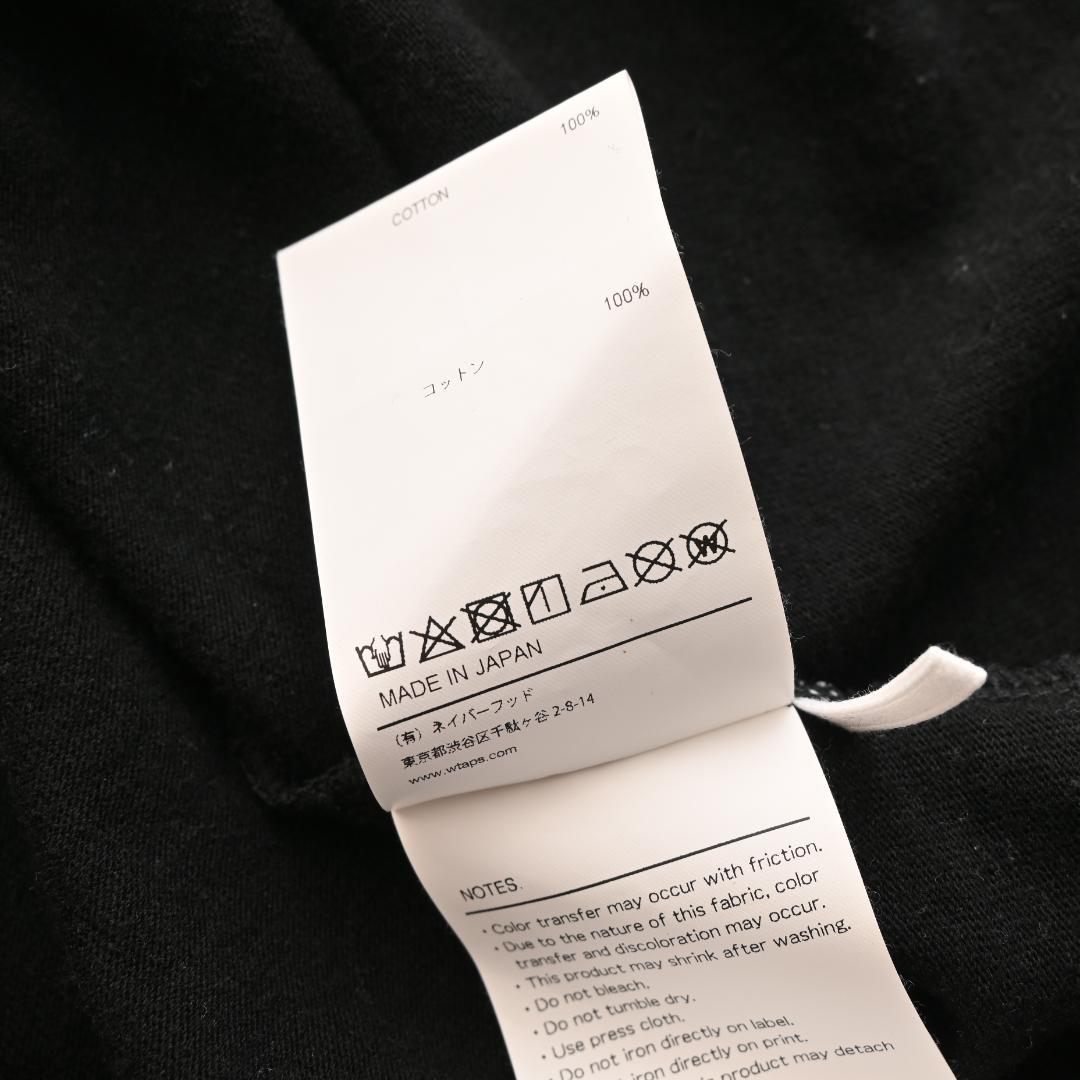 100%
COTTON
100%
コットン
MADE IN JAPAN
(有) ネイバーフッド
東京都渋谷区千駄ヶ谷 2-8-14
www.wtaps.com
NOTES.
・Color transfer may occur with friction.
・Due to the nature of this fabric, color
transfer and discoloration may occur.
・This product may shrink after washing.
・Do not bleach.
・Do not tumble dry.
・Use press cloth.
・Do not iron directly on label.
iron directly on print.
product may detach